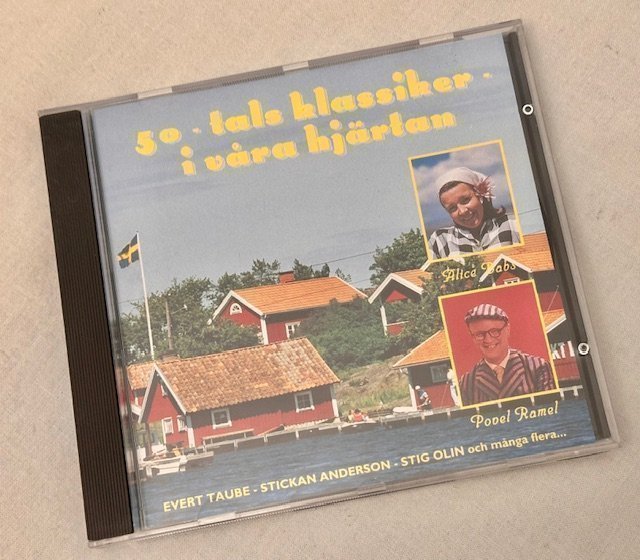 50-tals klassiker -
i våra hjärtan
Alice Babs
Povel Ramel
EVERT TAUBE - STICKAN ANDERSON - STIG OLIN och många flera...